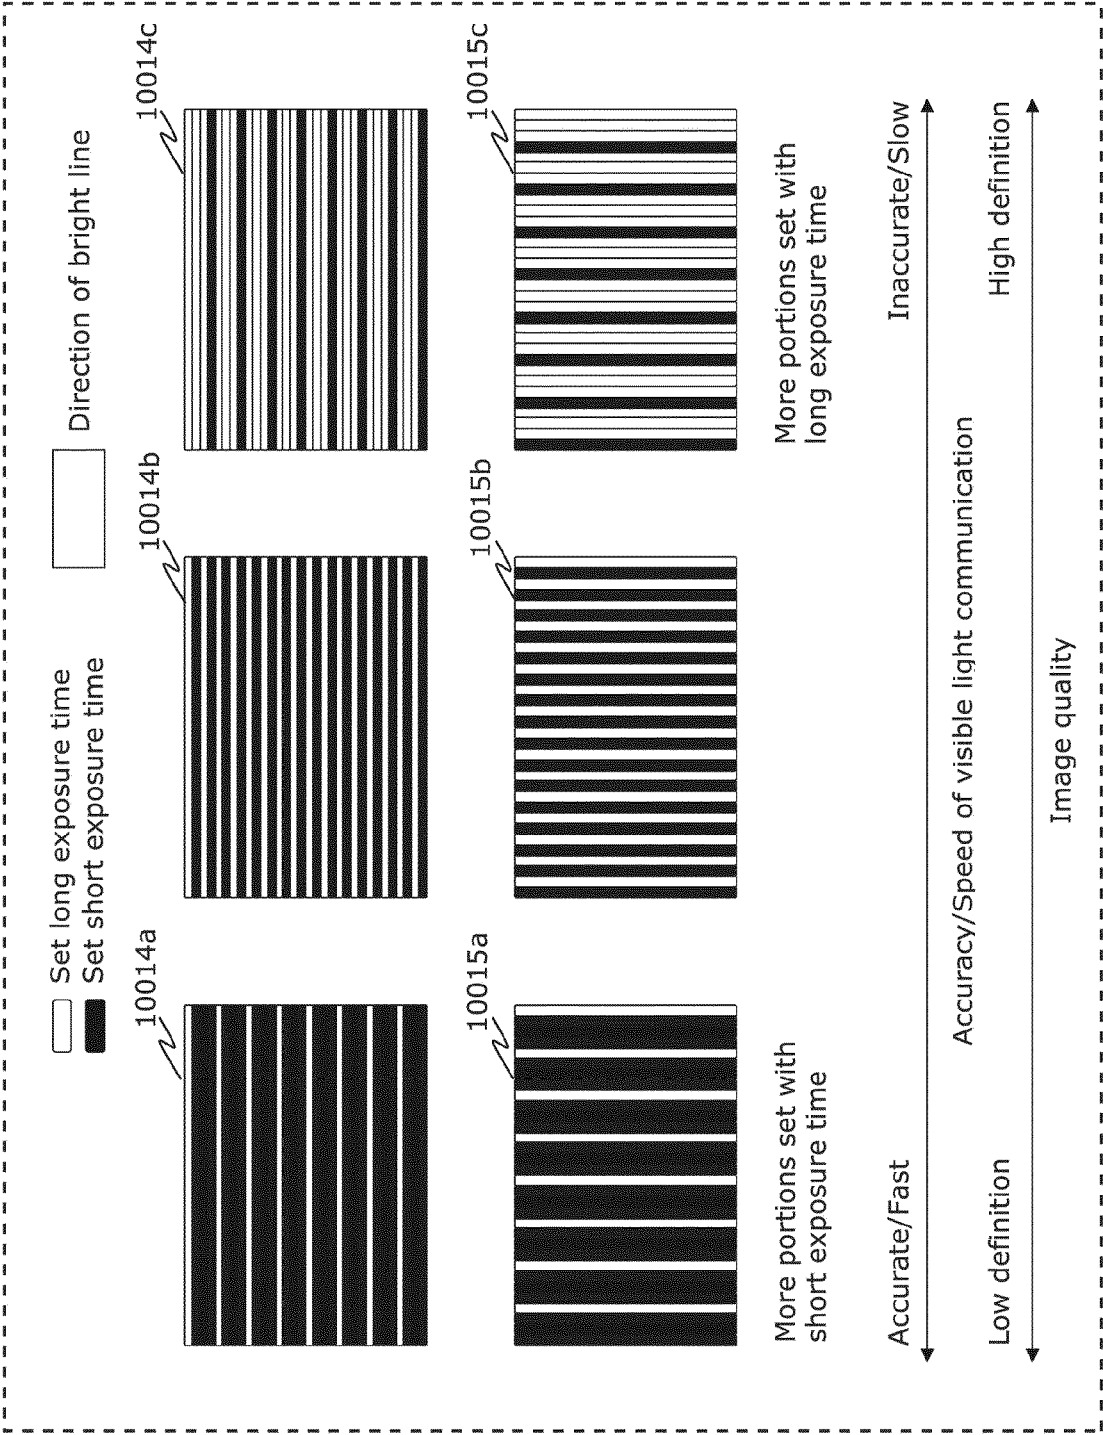 Set long exposure time
Set short exposure time
Direction of bright line
10014a
10014b
10014c
10015a
10015b
10015c
More portions set with
short exposure time
More portions set with
long exposure time
Accurate/Fast
Inaccurate/Slow
Accuracy/Speed of visible light communication
Low definition
High definition
Image quality